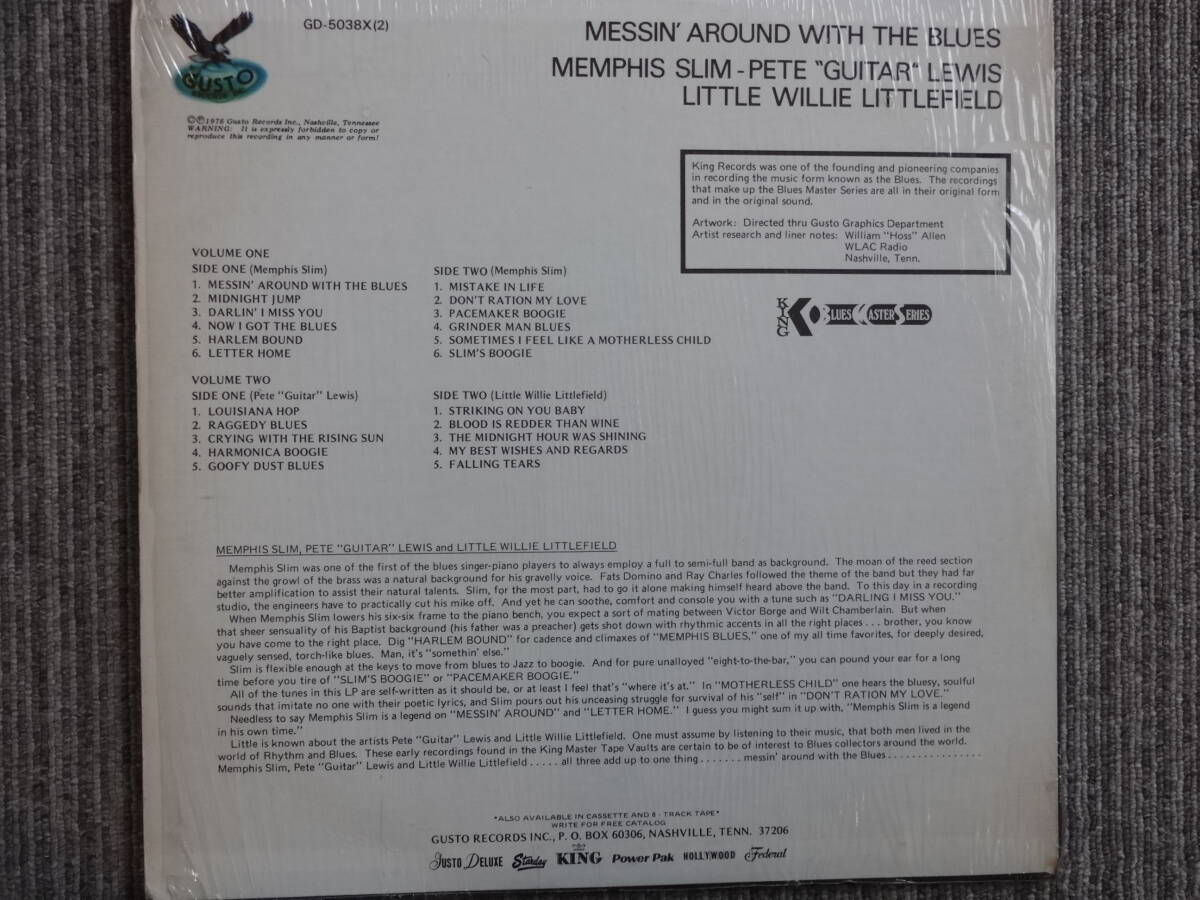 GUSTO
GD-5038X(2)
MESSIN' AROUND WITH THE BLUES
MEMPHIS SLIM - PETE "GUITAR" LEWIS
LITTLE WILLIE LITTLEFIELD
©℗1976 Gusto Records Inc., Nashville, Tennessee
WARNING: It is expressly forbidden to copy or
reproduce this recording in any manner or form!
King Records was one of the founding and pioneering companies
in recording the music form known as the Blues. The recordings
that make up the Blues Master Series are all in their original form
and in the original sound.
Artwork: Directed thru Gusto Graphics Department
Artist research and liner notes: William "Hoss" Allen
WLAC Radio
Nashville, Tenn.
KING BLUES MASTER SERIES
VOLUME ONE
SIDE ONE (Memphis Slim)
1. MESSIN' AROUND WITH THE BLUES
2. MIDNIGHT JUMP
3. DARLIN' I MISS YOU
4. NOW I GOT THE BLUES
5. HARLEM BOUND
6. LETTER HOME
SIDE TWO (Memphis Slim)
1. MISTAKE IN LIFE
2. DON'T RATION MY LOVE
3. PACEMAKER BOOGIE
4. GRINDER MAN BLUES
5. SOMETIMES I FEEL LIKE A MOTHERLESS CHILD
6. SLIM'S BOOGIE
VOLUME TWO
SIDE ONE (Pete "Guitar" Lewis)
1. LOUISIANA HOP
2. RAGGEDY BLUES
3. CRYING WITH THE RISING SUN
4. HARMONICA BOOGIE
5. GOOFY DUST BLUES
SIDE TWO (Little Willie Littlefield)
1. STRIKING ON YOU BABY
2. BLOOD IS REDDER THAN WINE
3. THE MIDNIGHT HOUR WAS SHINING
4. MY BEST WISHES AND REGARDS
5. FALLING TEARS
MEMPHIS SLIM, PETE "GUITAR" LEWIS and LITTLE WILLIE LITTLEFIELD
Memphis Slim was one of the first of the blues singer-piano players to always employ a full to semi-full band as background. The moan of the reed section
against the growl of the brass was a natural background for his gravelly voice. Fats Domino and Ray Charles followed the theme of the band but they had far
better amplification to assist their natural talents. Slim, for the most part, had to go it alone making himself heard above the band. To this day in a recording
studio, the engineers have to practically cut his mike off. And yet he can soothe, comfort and console you with a tune such as "DARLING I MISS YOU."
When Memphis Slim lowers his six-six frame to the piano bench, you expect a sort of mating between Victor Borge and Wilt Chamberlain. But when
that sheer sensuality of his Baptist background (his father was a preacher) gets shot down with rhythmic accents in all the right places . . . brother, you know
you have come to the right place. Dig "HARLEM BOUND" for cadence and climaxes of "MEMPHIS BLUES," one of my all time favorites, for deeply desired,
vaguely sensed, torch-like blues. Man, it's "somethin' else."
Slim is flexible enough at the keys to move from blues to Jazz to boogie. And for pure unalloyed "eight-to-the-bar," you can pound your ear for a long
time before you tire of "SLIM'S BOOGIE" or "PACEMAKER BOOGIE."
All of the tunes in this LP are self-written as it should be, or at least I feel that's "where it's at." In "MOTHERLESS CHILD" one hears the bluesy, soulful
sounds that imitate no one with their poetic lyrics, and Slim pours out his unceasing struggle for survival of his "self" in "DON'T RATION MY LOVE."
Needless to say Memphis Slim is a legend on "MESSIN' AROUND" and "LETTER HOME." I guess you might sum it up with, "Memphis Slim is a legend
in his own time."
Little is known about the artists Pete "Guitar" Lewis and Little Willie Littlefield. One must assume by listening to their music, that both men lived in the
world of Rhythm and Blues. These early recordings found in the King Master Tape Vaults are certain to be of interest to Blues collectors around the world.
Memphis Slim, Pete "Guitar" Lewis and Little Willie Littlefield . . . . . all three add up to one thing . . . . . . . messin' around with the Blues . . . . . . . . . . . . . . .
*ALSO AVAILABLE IN CASSETTE AND 8 - TRACK TAPE*
WRITE FOR FREE CATALOG
GUSTO RECORDS INC., P. O. BOX 60306, NASHVILLE, TENN. 37206
GUSTO DELUXE Starday KING Power Pak HOLLYWOOD Federal